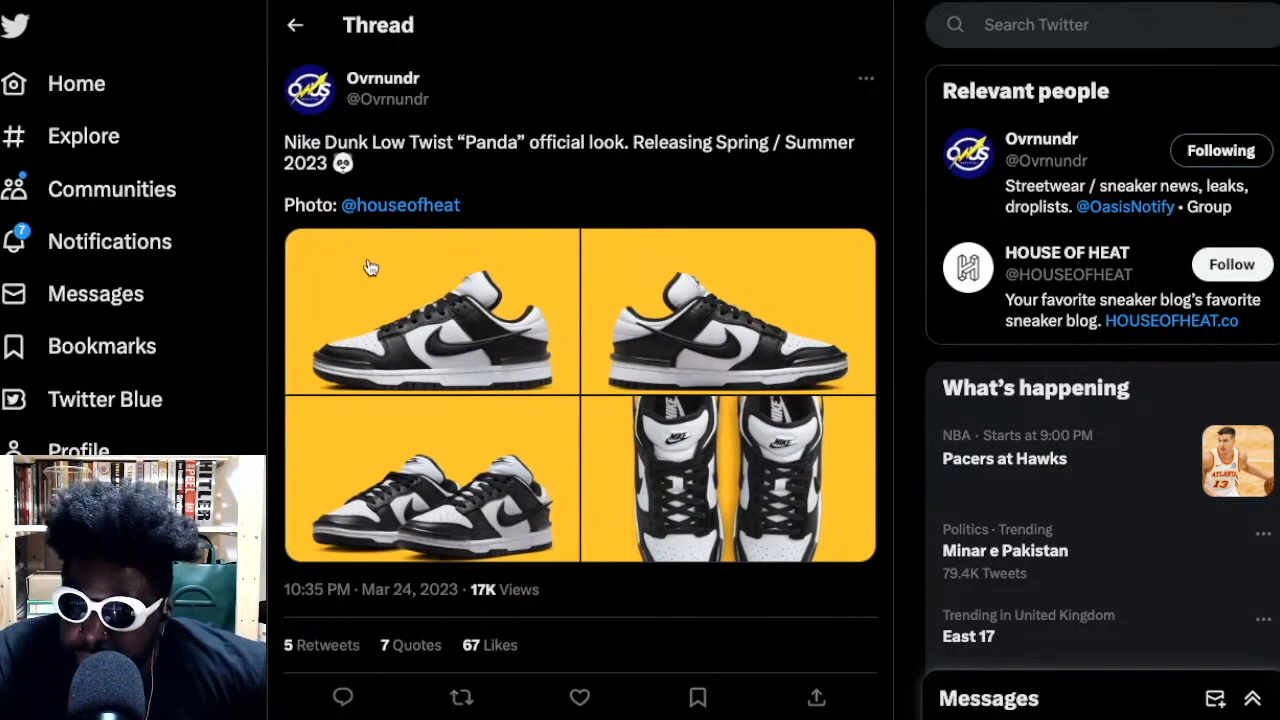 Home
Explore
Communities
7
Notifications
Messages
Bookmarks
Twitter Blue
Profile
Thread
Ovrnundr
@Ovrnundr
Nike Dunk Low Twist “Panda” official look. Releasing Spring / Summer
2023 🐼
Photo: @houseofheat
NIKE
10:35 PM · Mar 24, 2023 · 17K Views
5 Retweets 7 Quotes 67 Likes
Search Twitter
Relevant people
Ovrnundr
@Ovrnundr
Following
Streetwear / sneaker news, leaks,
droplists. @OasisNotify • Group
HOUSE OF HEAT
@HOUSEOFHEAT
Follow
Your favorite sneaker blog’s favorite
sneaker blog. HOUSEOFHEAT.co
What’s happening
NBA · Starts at 9:00 PM
Pacers at Hawks
ATLANTA
13
Politics · Trending
Minar e Pakistan
79.4K Tweets
Trending in United Kingdom
East 17
Messages
HITLER